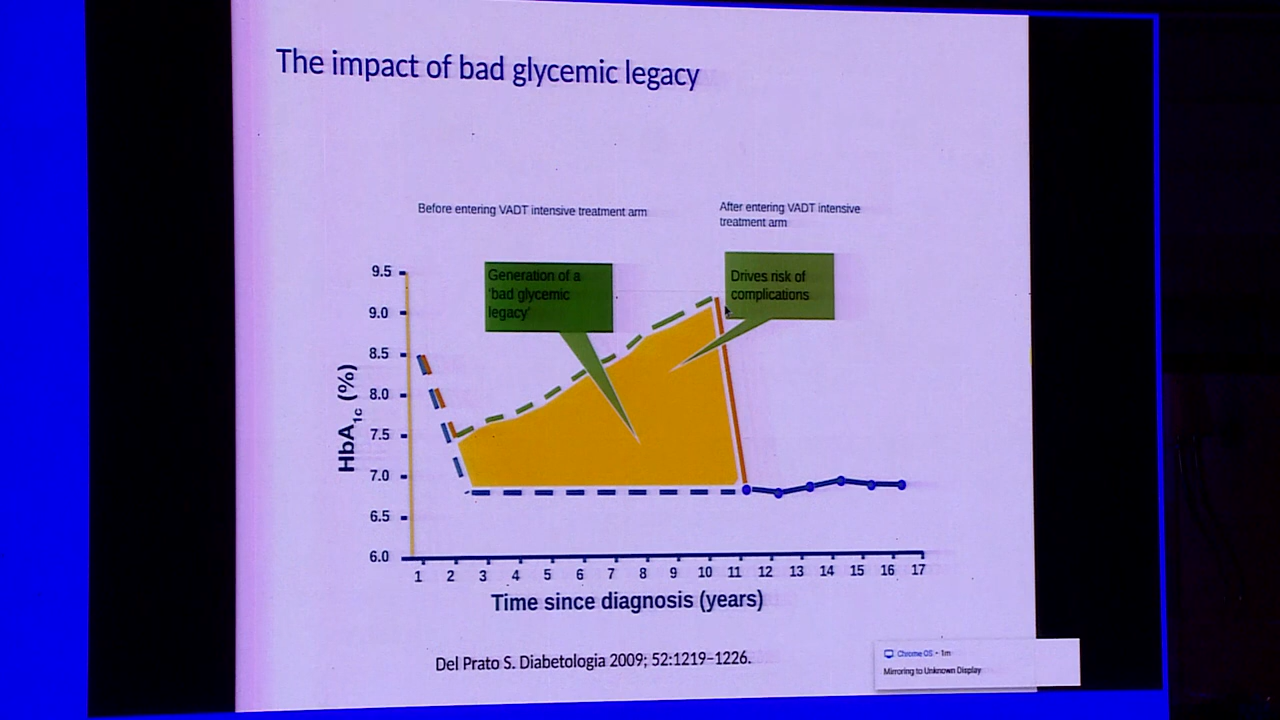 The impact of bad glycemic legacy
Before entering VADT intensive treatment arm
After entering VADT intensive
treatment arm
Generation of a
'bad glycemic
legacy'
Drives risk of
complications
9.5
9.0
8.5
8.0
7.5
7.0
6.5
6.0
HbA1c (%)
1 2 3 4 5 6 7 8 9 10 11 12 13 14 15 16 17
Time since diagnosis (years)
Del Prato S. Diabetologia 2009; 52:1219–1226.
Chrome OS • 1m
Mirroring to Unknown Display